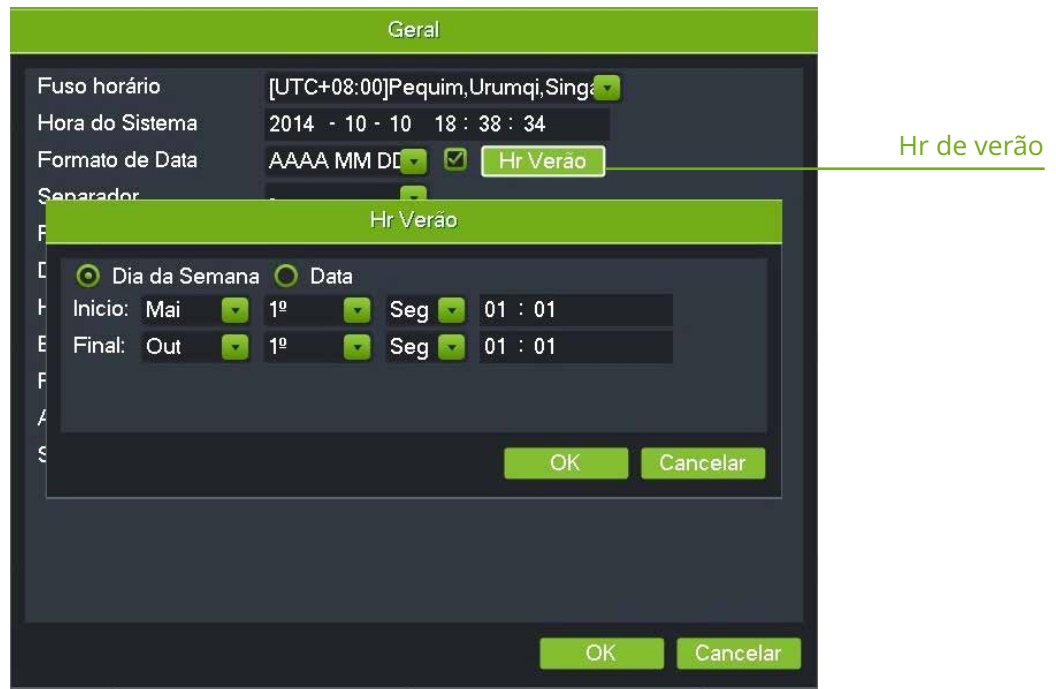 Geral
Fuso horário [UTC+08:00]Pequim,Urumqi,Singa
Hora do Sistema 2014 - 10 - 10 18 : 38 : 34
Formato de Data AAAA MM DD Hr Verão
Hr de verão
Separador -
Hr Verão
Dia da Semana Data
Inicio: Mai 1º Seg 01 : 01
Final: Out 1º Seg 01 : 01
OK Cancelar
OK Cancelar